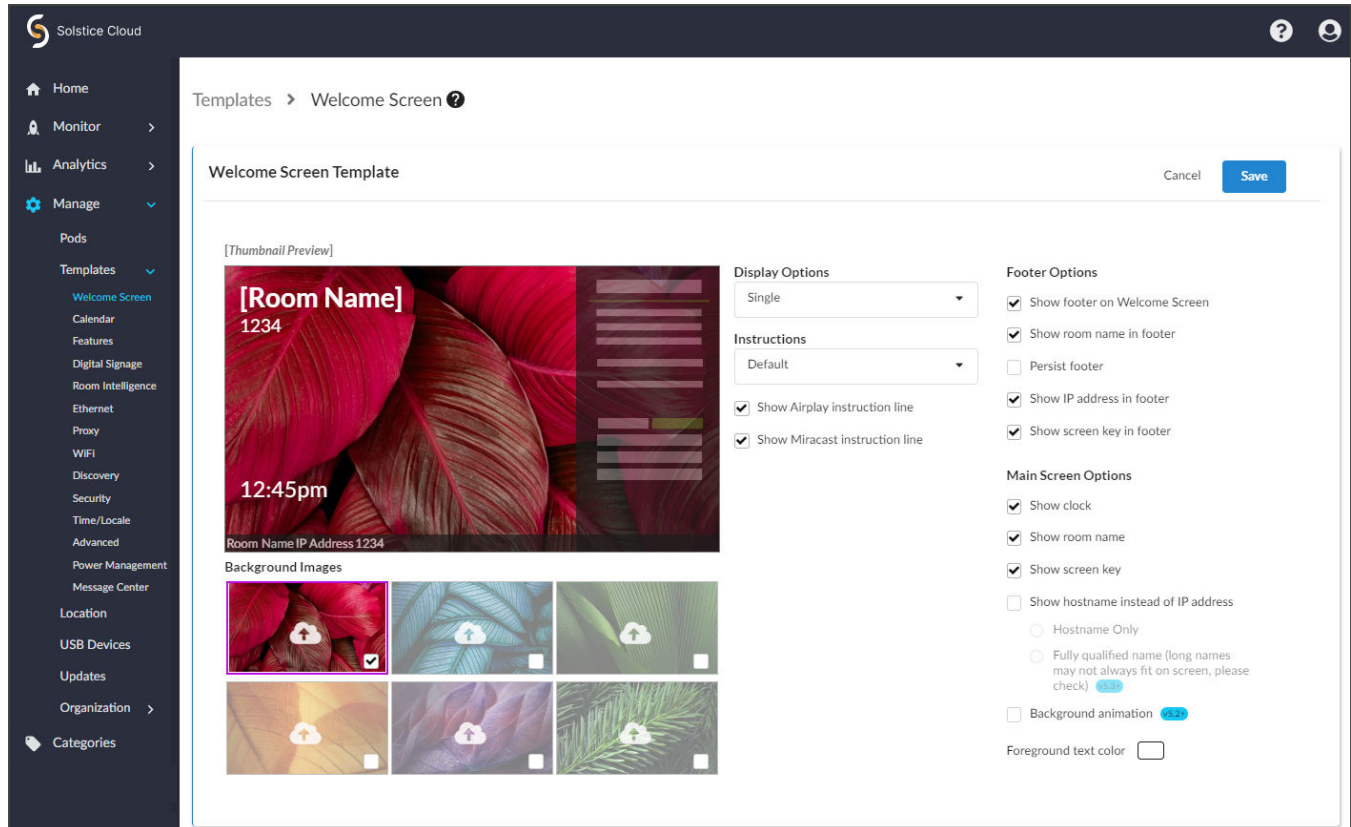 Solstice Cloud
Home
Monitor
Analytics
Manage
Pods
Templates
Welcome Screen
Calendar
Features
Digital Signage
Room Intelligence
Ethernet
Proxy
WiFi
Discovery
Security
Time/Locale
Advanced
Power Management
Message Center
Location
USB Devices
Updates
Organization
Categories
Templates > Welcome Screen ?
Welcome Screen Template
Cancel
Save
[Thumbnail Preview]
[Room Name]
1234
12:45pm
Room Name IP Address 1234
Background Images
Display Options
Single
Instructions
Default
Show Airplay instruction line
Show Miracast instruction line
Footer Options
Show footer on Welcome Screen
Show room name in footer
Persist footer
Show IP address in footer
Show screen key in footer
Main Screen Options
Show clock
Show room name
Show screen key
Show hostname instead of IP address
Hostname Only
Fully qualified name (long names
may not always fit on screen, please
check) v5.3+
Background animation v5.2+
Foreground text color